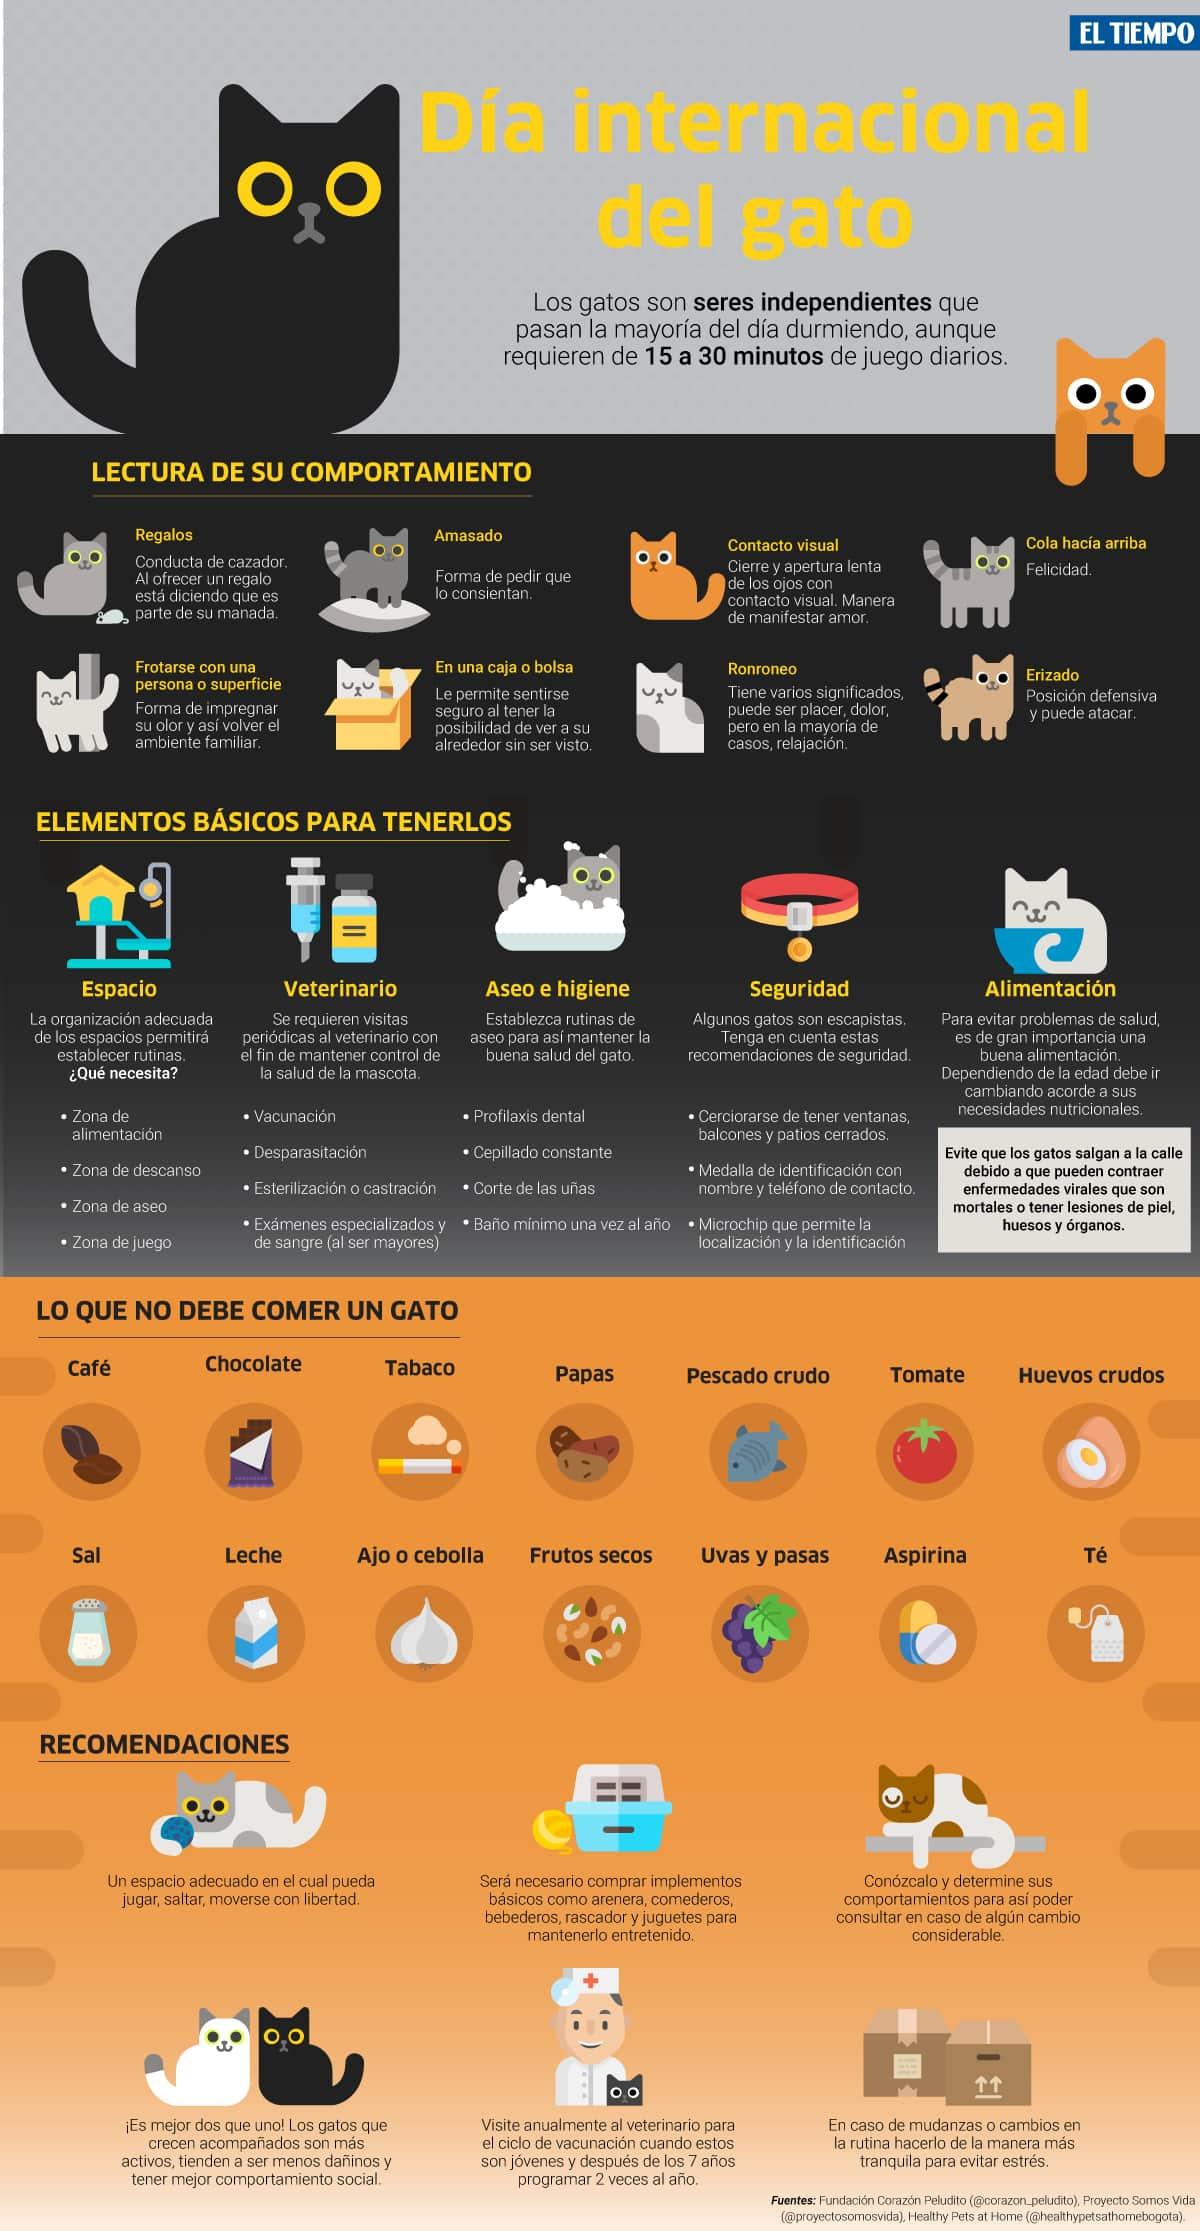 EL TIEMPO
Día internacional
del gato
Los gatos son seres independientes que
pasan la mayoría del día durmiendo, aunque
requieren de 15 a 30 minutos de juego diarios.
LECTURA DE SU COMPORTAMIENTO
Regalos
Conducta de cazador.
Al ofrecer un regalo
está diciendo que es
parte de su manada.
Amasado
Forma de pedir que
lo consientan.
Contacto visual
Cierre y apertura lenta
de los ojos con
contacto visual. Manera
de manifestar amor.
Cola hacía arriba
Felicidad.
Frotarse con una
persona o superficie
Forma de impregnar
su olor y así volver el
ambiente familiar.
En una caja o bolsa
Le permite sentirse
seguro al tener la
posibilidad de ver a su
alrededor sin ser visto.
Ronroneo
Tiene varios significados,
puede ser placer, dolor,
pero en la mayoría de
casos, relajación.
Erizado
Posición defensiva
y puede atacar.
ELEMENTOS BÁSICOS PARA TENERLOS
Espacio
La organización adecuada
de los espacios permitirá
establecer rutinas.
¿Qué necesita?
• Zona de
alimentación
• Zona de descanso
• Zona de aseo
• Zona de juego
Veterinario
Se requieren visitas
periódicas al veterinario con
el fin de mantener control de
la salud de la mascota.
• Vacunación
• Desparasitación
• Esterilización o castración
• Exámenes especializados y
de sangre (al ser mayores)
Aseo e higiene
Establezca rutinas de
aseo para así mantener la
buena salud del gato.
• Profilaxis dental
• Cepillado constante
• Corte de las uñas
• Baño mínimo una vez al año
Seguridad
Algunos gatos son escapistas.
Tenga en cuenta estas
recomendaciones de seguridad.
• Cerciorarse de tener ventanas,
balcones y patios cerrados.
• Medalla de identificación con
nombre y teléfono de contacto.
• Microchip que permite la
localización y la identificación
Alimentación
Para evitar problemas de salud,
es de gran importancia una
buena alimentación.
Dependiendo de la edad debe ir
cambiando acorde a sus
necesidades nutricionales.
Evite que los gatos salgan a la calle
debido a que pueden contraer
enfermedades virales que son
mortales o tener lesiones de piel,
huesos y órganos.
LO QUE NO DEBE COMER UN GATO
Café
Chocolate
Tabaco
Papas
Pescado crudo
Tomate
Huevos crudos
Sal
Leche
Ajo o cebolla
Frutos secos
Uvas y pasas
Aspirina
Té
RECOMENDACIONES
Un espacio adecuado en el cual pueda
jugar, saltar, moverse con libertad.
Será necesario comprar implementos
básicos como arenera, comederos,
bebederos, rascador y juguetes para
mantenerlo entretenido.
Conózcalo y determine sus
comportamientos para así poder
consultar en caso de algún cambio
considerable.
¡Es mejor dos que uno! Los gatos que
crecen acompañados son más
activos, tienden a ser menos dañinos y
tener mejor comportamiento social.
Visite anualmente al veterinario para
el ciclo de vacunación cuando estos
son jóvenes y después de los 7 años
programar 2 veces al año.
En caso de mudanzas o cambios en
la rutina hacerlo de la manera más
tranquila para evitar estrés.
Fuentes: Fundación Corazón Peludito (@corazon_peludito), Proyecto Somos Vida
(@proyectosomosvida), Healthy Pets at Home (@healthypetsathomebogota).